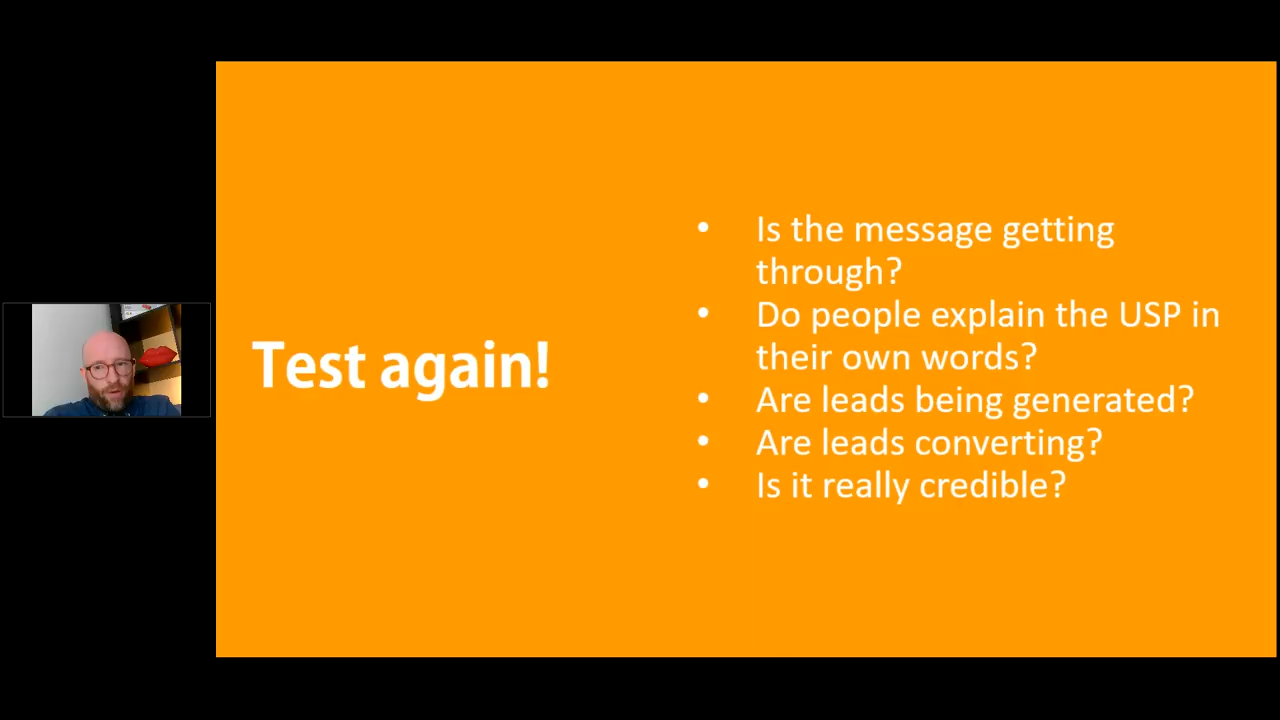 Test again!
• Is the message getting
through?
• Do people explain the USP in
their own words?
• Are leads being generated?
• Are leads converting?
• Is it really credible?